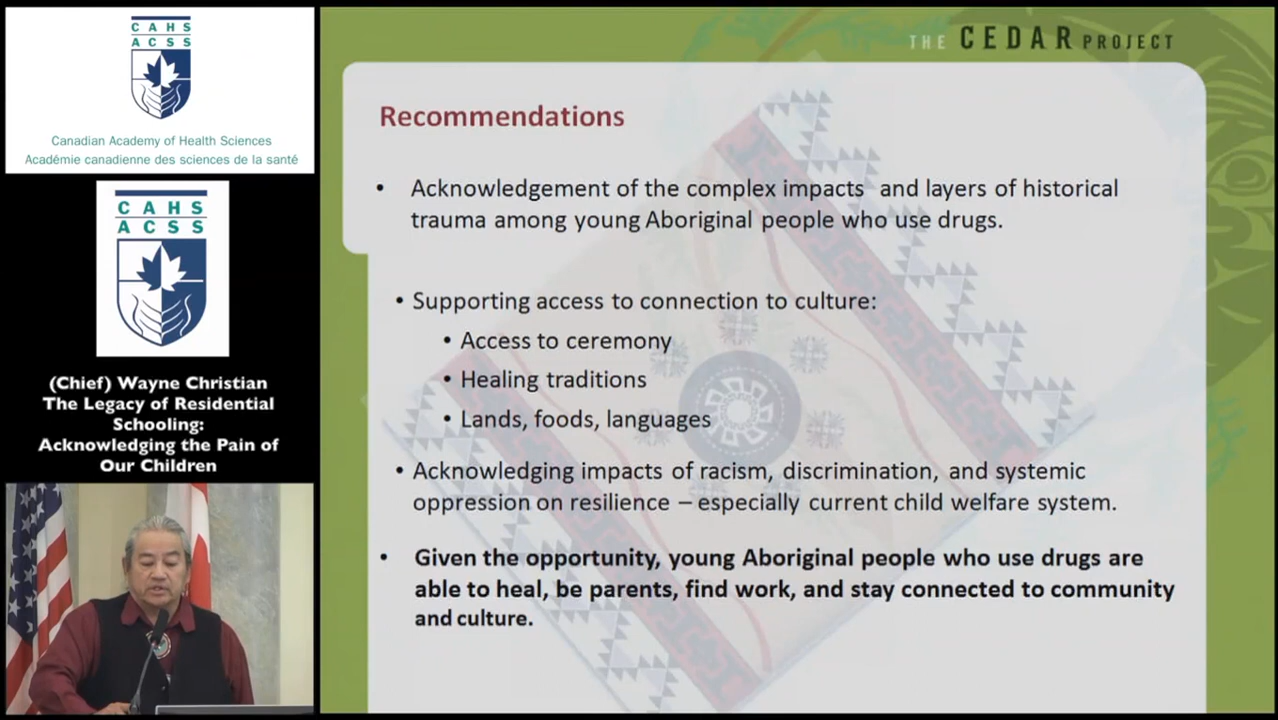 CAHS
ACSS
Canadian Academy of Health Sciences
Académie canadienne des sciences de la santé
CAHS
ACSS
(Chief) Wayne Christian
The Legacy of Residential
Schooling:
Acknowledging the Pain of
Our Children
THE CEDAR PROJECT
Recommendations
• Acknowledgement of the complex impacts and layers of historical
trauma among young Aboriginal people who use drugs.
• Supporting access to connection to culture:
• Access to ceremony
• Healing traditions
• Lands, foods, languages
• Acknowledging impacts of racism, discrimination, and systemic
oppression on resilience – especially current child welfare system.
• Given the opportunity, young Aboriginal people who use drugs are
able to heal, be parents, find work, and stay connected to community
and culture.